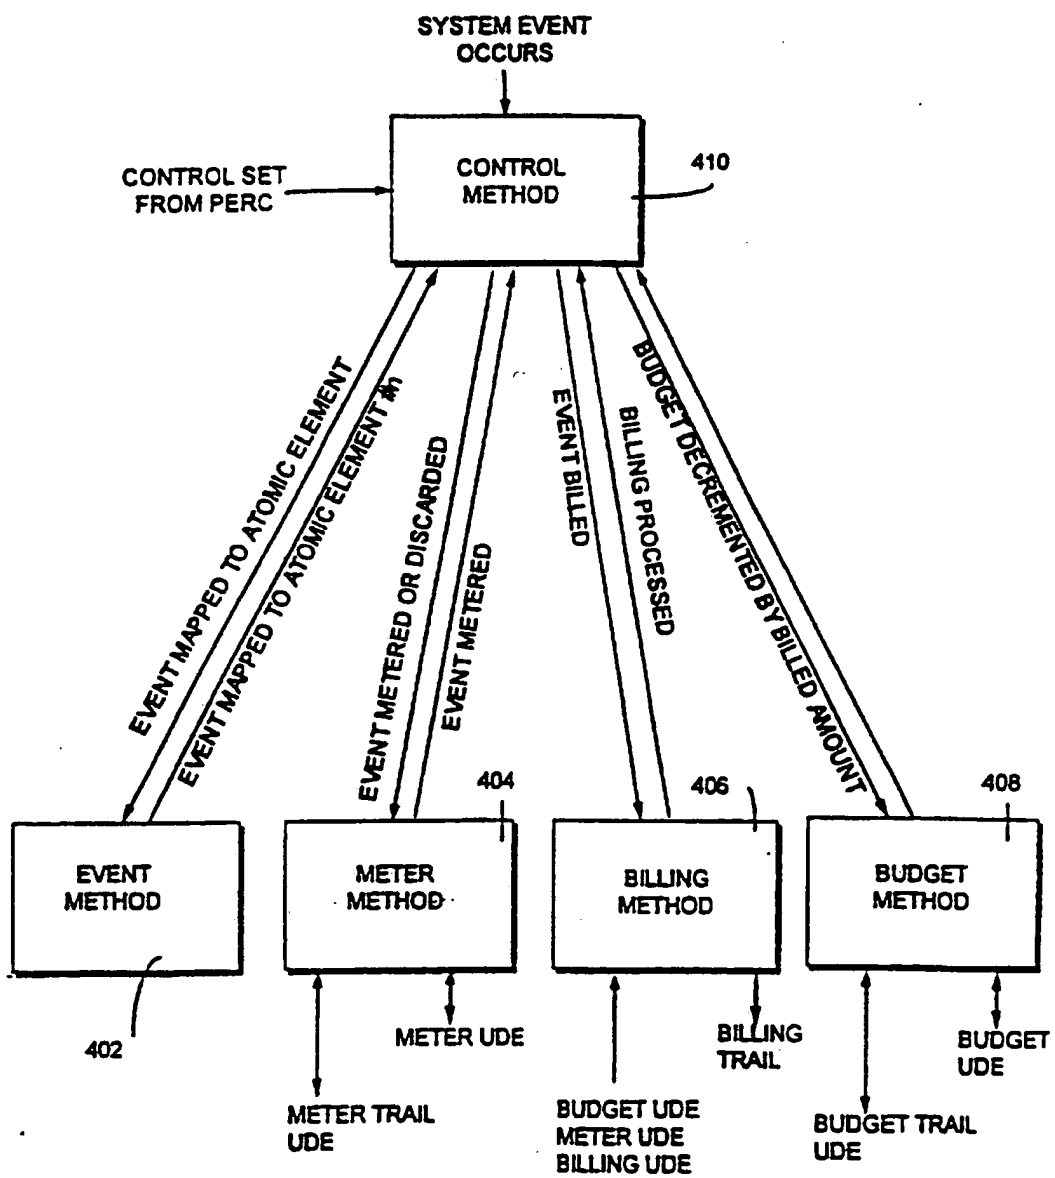 SYSTEM EVENT
OCCURS
CONTROL SET
FROM PERC
CONTROL
METHOD
410
EVENT MAPPED TO ATOMIC ELEMENT
EVENT MAPPED TO ATOMIC ELEMENT #n
EVENT METERED OR DISCARDED
EVENT METERED
EVENT BILLED
BILLING PROCESSED
BUDGET DECREMENTED BY BILLED AMOUNT
404
406
408
EVENT
METHOD
METER
METHOD
BILLING
METHOD
BUDGET
METHOD
402
METER UDE
BILLING
TRAIL
BUDGET
UDE
METER TRAIL
UDE
BUDGET UDE
METER UDE
BILLING UDE
BUDGET TRAIL
UDE